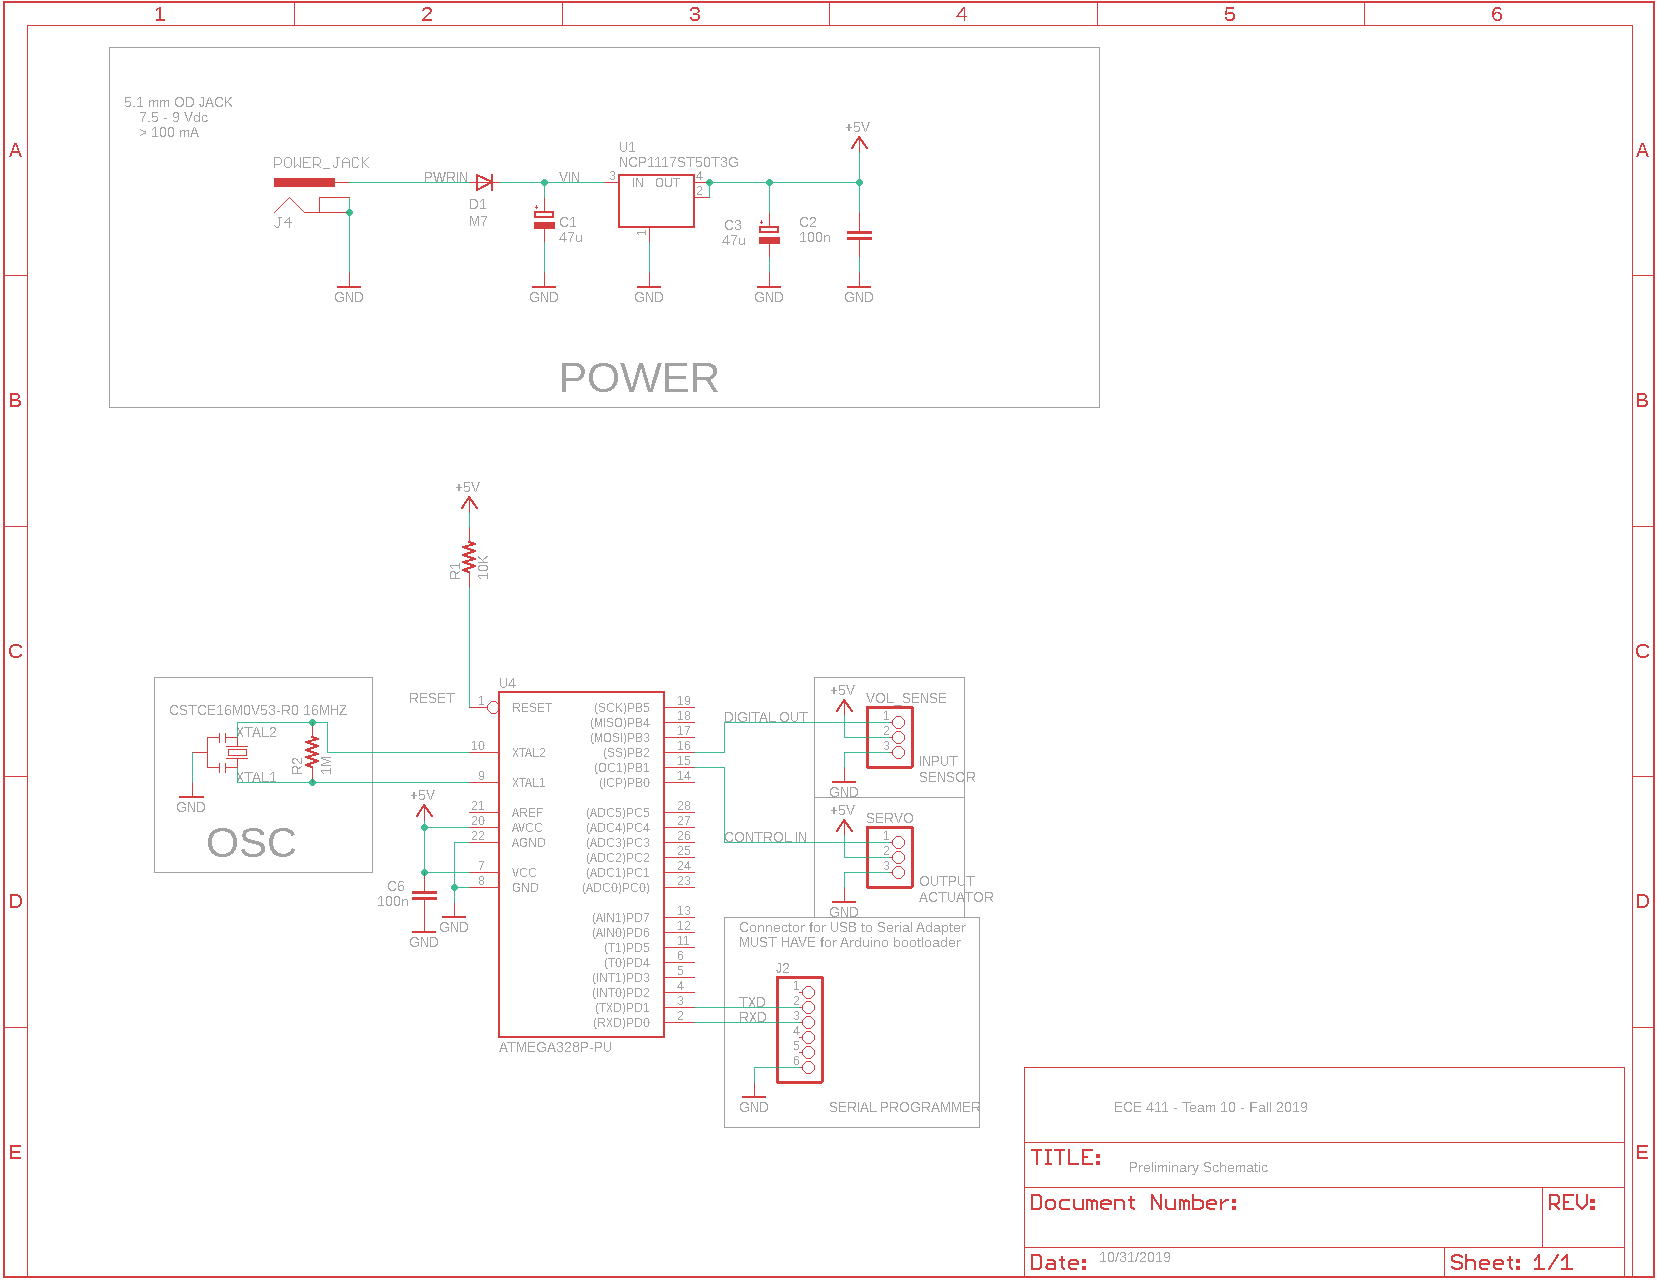 1 2 3 4 5 6
A A
B B
C C
D D
E E
5.1 mm OD JACK
7.5 - 9 Vdc
> 100 mA
POWER_JACK
J4
GND
PWRIN
D1
M7
VIN
C1
47u
GND
U1
NCP1117ST50T3G
3 IN OUT 4
2
1
GND
C3
47u
GND
+5V
C2
100n
GND
POWER
+5V
R1
10K
RESET
CSTCE16M0V53-R0 16MHZ
XTAL2
XTAL1
R2
1M
GND
OSC
+5V
C6
100n
GND
GND
U4
1 RESET
10 XTAL2
9 XTAL1
21 AREF
20 AVCC
22 AGND
7 VCC
8 GND
(SCK)PB5 19
(MISO)PB4 18
(MOSI)PB3 17
(SS)PB2 16
(OC1)PB1 15
(ICP)PB0 14
(ADC5)PC5 28
(ADC4)PC4 27
(ADC3)PC3 26
(ADC2)PC2 25
(ADC1)PC1 24
(ADC0)PC0 23
(AIN1)PD7 13
(AIN0)PD6 12
(T1)PD5 11
(T0)PD4 6
(INT1)PD3 5
(INT0)PD2 4
(TXD)PD1 3
(RXD)PD0 2
ATMEGA328P-PU
DIGITAL OUT
+5V
VOL_SENSE
1
2
3
GND
INPUT
SENSOR
CONTROL IN
+5V
SERVO
1
2
3
GND
OUTPUT
ACTUATOR
Connector for USB to Serial Adapter
MUST HAVE for Arduino bootloader
J2
TXD
RXD
1
2
3
4
5
6
GND
SERIAL PROGRAMMER
ECE 411 - Team 10 - Fall 2019
TITLE: Preliminary Schematic
Document Number: REV:
Date: 10/31/2019 Sheet: 1/1